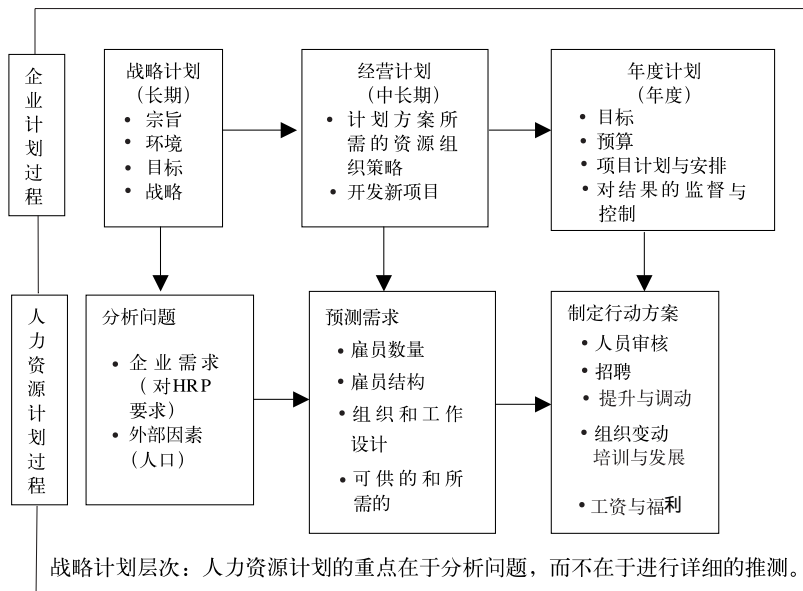 企业计划过程
战略计划
（长期）
• 宗旨
• 环境
• 目标
• 战略
经营计划
（中长期）
• 计划方案所
需的资源组
织策略
• 开发新项目
年度计划
（年度）
• 目标
• 预算
• 项目计划与安排
• 对结果的监督与
控制
人力资源计划过程
分析问题
• 企业需求
（对HRP
要求）
• 外部因素
（人口）
预测需求
• 雇员数量
• 雇员结构
• 组织和工作
设计
• 可供的和所
需的
制定行动方案
• 人员审核
• 招聘
• 提升与调动
• 组织变动
培训与发展
• 工资与福利
战略计划层次：人力资源计划的重点在于分析问题，而不在于进行详细的推测。